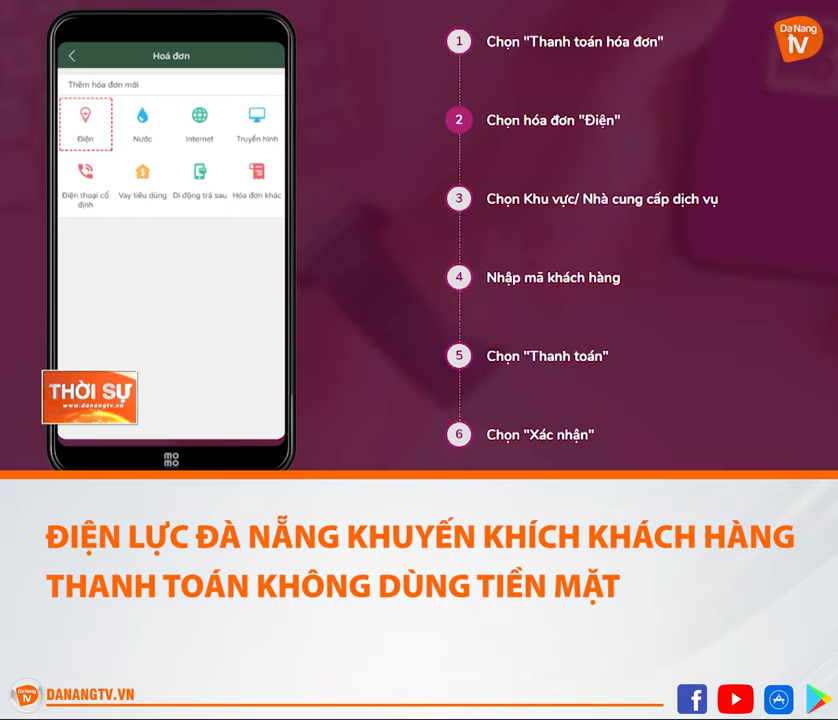 Hoá đơn
Thêm hóa đơn mới
Điện
Nước
Internet
Truyền hình
Điện thoại cố định
Vay tiêu dùng
Di động trả sau
Hóa đơn khác
mo
mo
1 Chọn "Thanh toán hóa đơn"
2 Chọn hóa đơn "Điện"
3 Chọn Khu vực/ Nhà cung cấp dịch vụ
4 Nhập mã khách hàng
5 Chọn "Thanh toán"
6 Chọn "Xác nhận"
Da Nang
TV
THỜI SỰ
www.danangtv.vn
ĐIỆN LỰC ĐÀ NẴNG KHUYẾN KHÍCH KHÁCH HÀNG
THANH TOÁN KHÔNG DÙNG TIỀN MẶT
Da Nang
TV
DANANGTV.VN